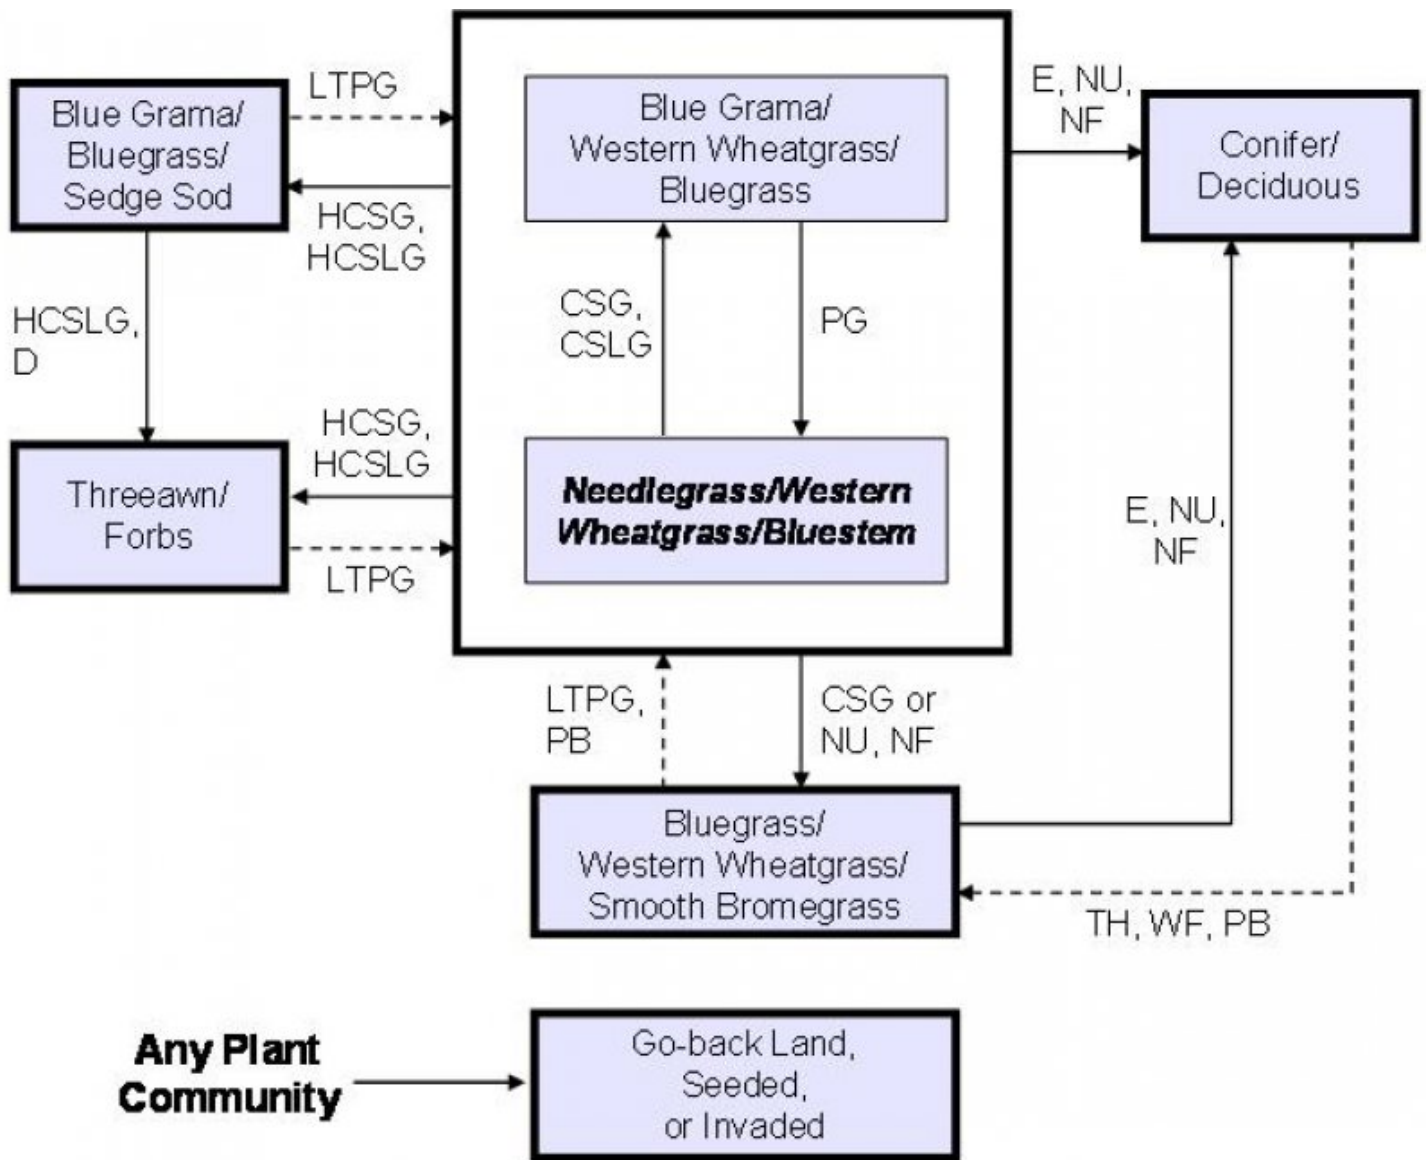 LTPG
Blue Grama/
Bluegrass/
Sedge Sod
HCSG,
HCSLG
HCSLG,
D
Threeawn/
Forbs
HCSG,
HCSLG
LTPG
Blue Grama/
Western Wheatgrass/
Bluegrass
CSG,
CSLG
PG
Needlegrass/Western
Wheatgrass/Bluestem
E, NU,
NF
Conifer/
Deciduous
E, NU,
NF
LTPG,
PB
CSG or
NU, NF
Bluegrass/
Western Wheatgrass/
Smooth Bromegrass
TH, WF, PB
Any Plant
Community
Go-back Land,
Seeded,
or Invaded